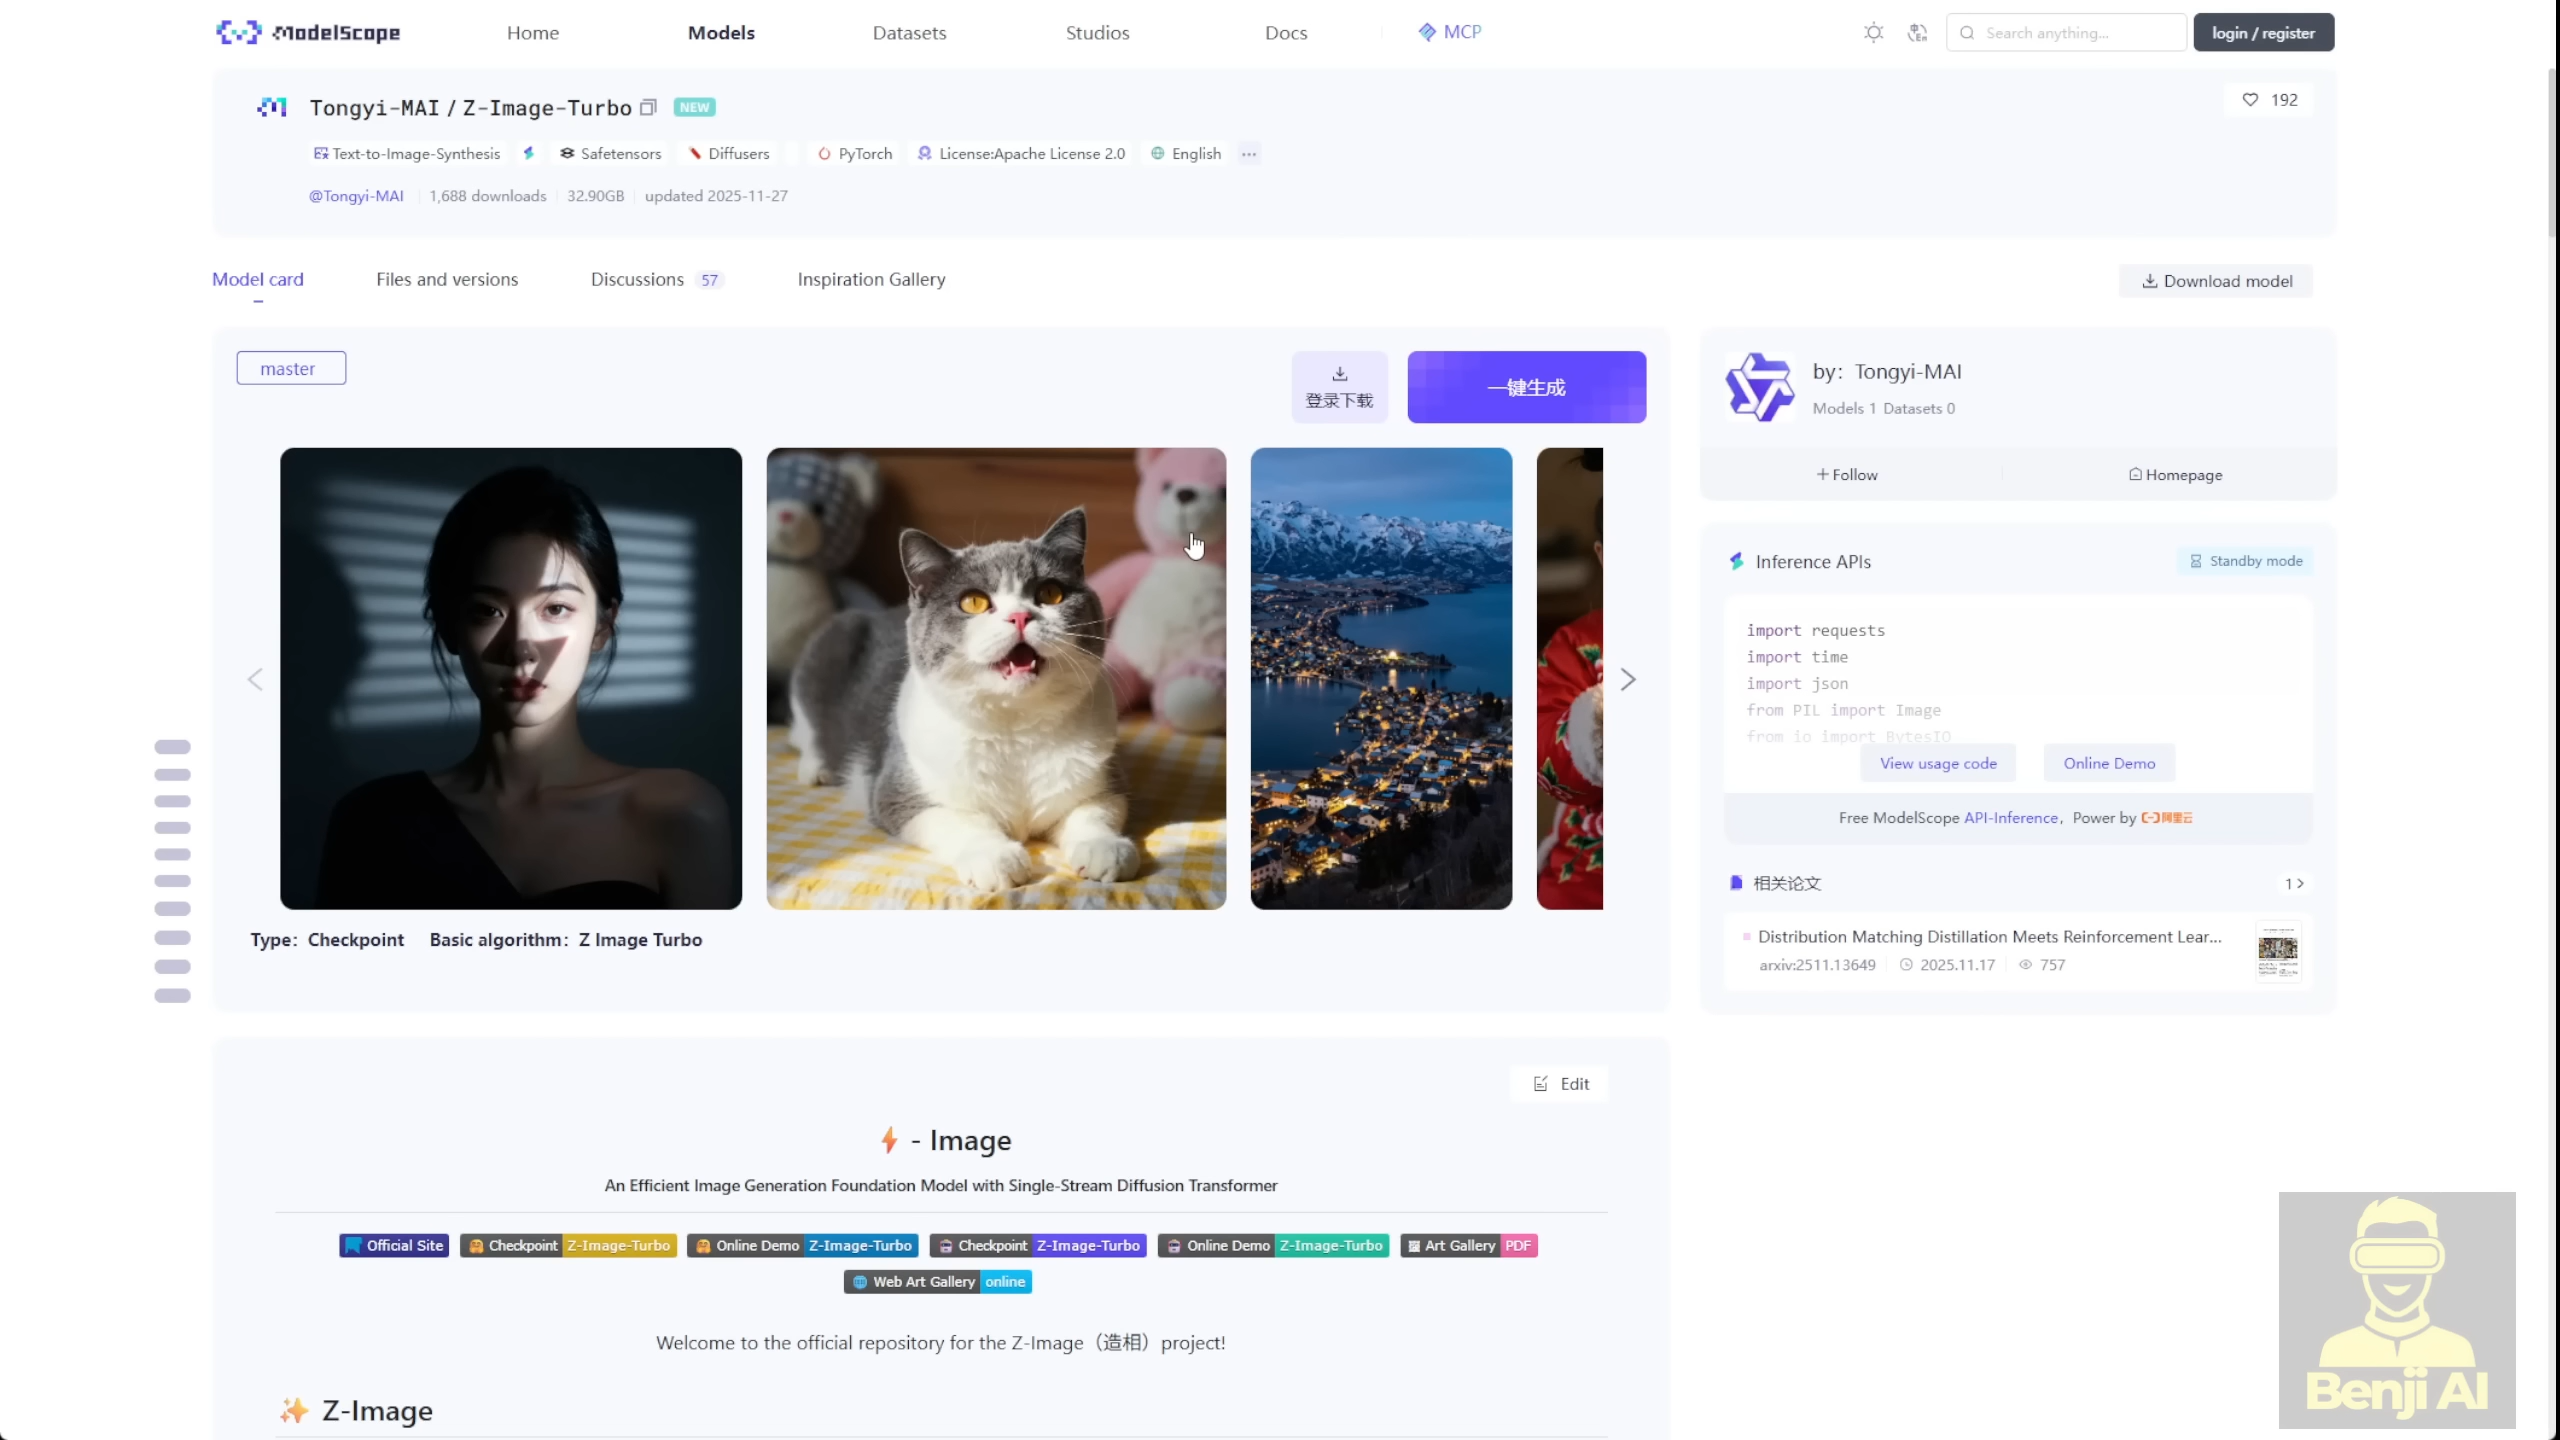 ModelScope
Home
Models
Datasets
Studios
Docs
MCP
Search anything...
login / register
Tongyi-MAI / Z-Image-Turbo
NEW
192
Text-to-Image-Synthesis
Safetensors
Diffusers
PyTorch
License:Apache License 2.0
English
...
@Tongyi-MAI
1,688 downloads
32.90GB
updated 2025-11-27
Model card
Files and versions
Discussions 57
Inspiration Gallery
Download model
master
登录下载
一键生成
Type: Checkpoint
Basic algorithm: Z Image Turbo
by: Tongyi-MAI
Models 1 Datasets 0
+ Follow
Homepage
Inference APIs
Standby mode
import requests
import time
import json
from PIL import Image
from io import BytesIO
View usage code
Online Demo
Free ModelScope API-Inference, Power by 阿里云
相关论文
1 >
Distribution Matching Distillation Meets Reinforcement Lear...
arxiv:2511.13649
2025.11.17
757
Edit
- Image
An Efficient Image Generation Foundation Model with Single-Stream Diffusion Transformer
Official Site
Checkpoint Z-Image-Turbo
Online Demo Z-Image-Turbo
Checkpoint Z-Image-Turbo
Online Demo Z-Image-Turbo
Art Gallery PDF
Web Art Gallery online
Welcome to the official repository for the Z-Image（造相）project!
Z-Image
Benji AI